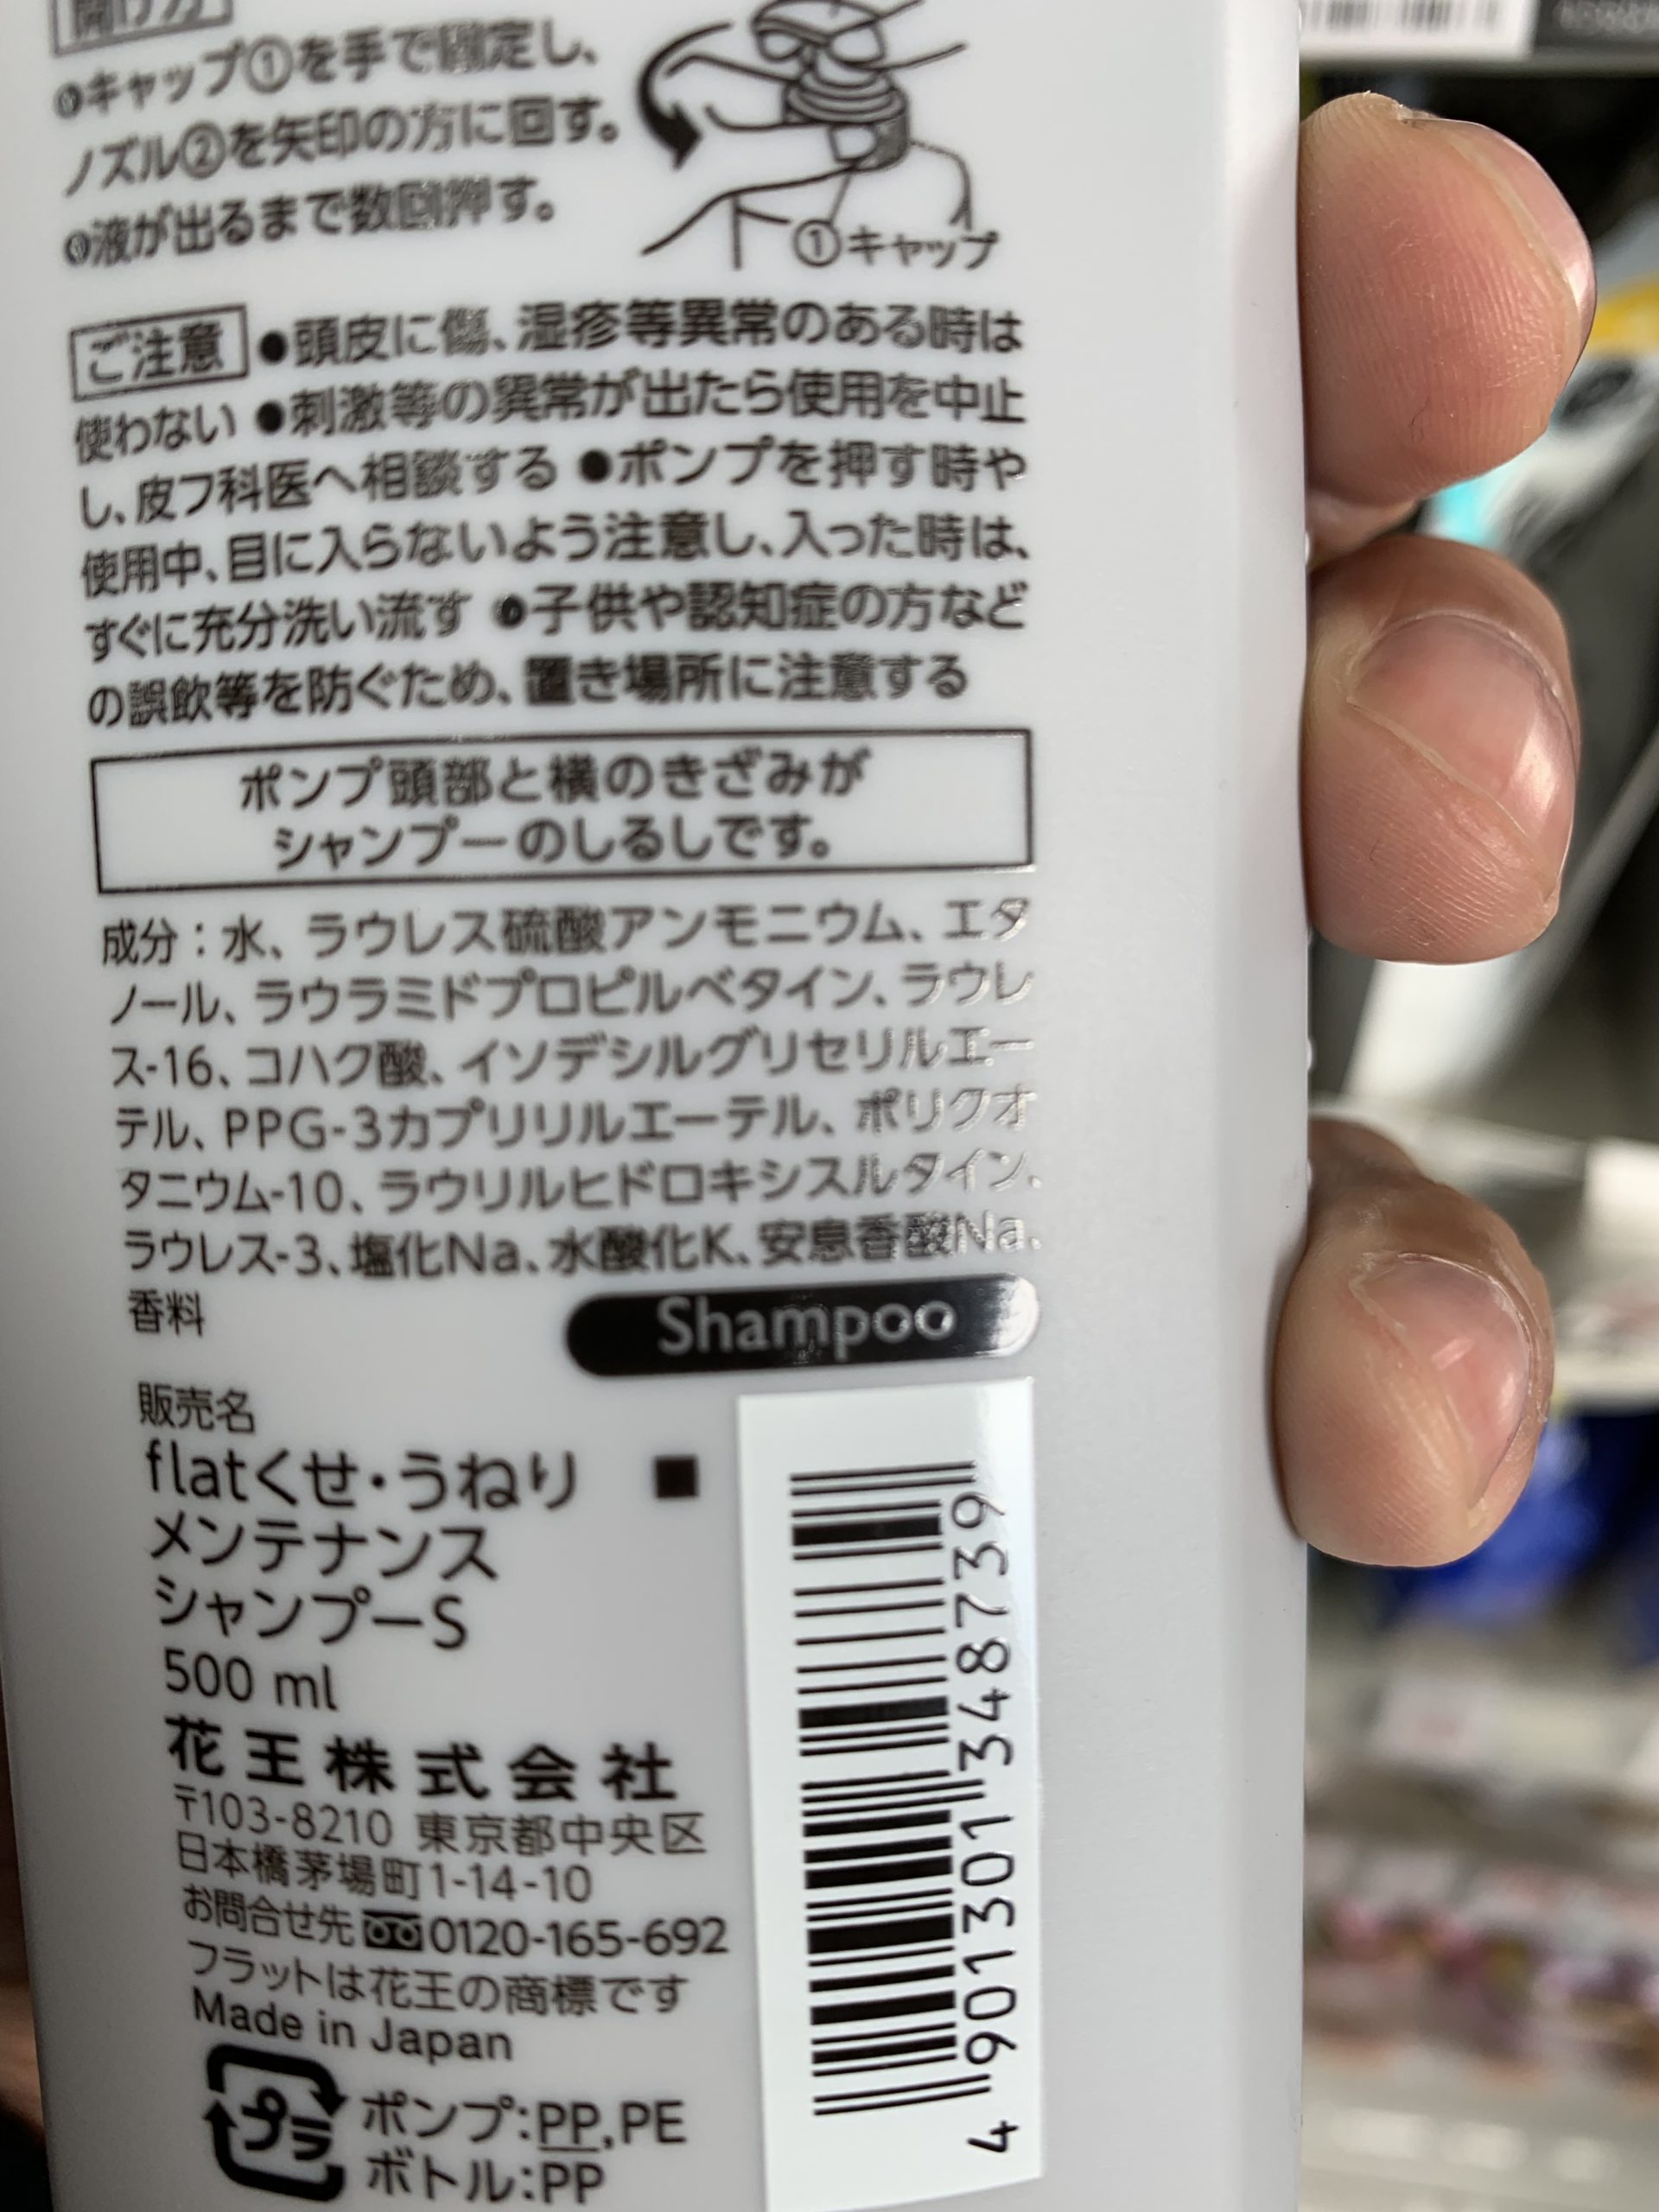 開け方
●キャップ①を手で固定し、
ノズル②を矢印の方に回す。
●液が出るまで数回押す。
①キャップ
ご注意 ●頭皮に傷、湿疹等異常のある時は
使わない ●刺激等の異常が出たら使用を中止
し、皮フ科医へ相談する ●ポンプを押す時や
使用中、目に入らないよう注意し、入った時は、
すぐに充分洗い流す ●子供や認知症の方など
の誤飲等を防ぐため、置き場所に注意する
ポンプ頭部と横のきざみが
シャンプーのしるしです。
成分：水、ラウレス硫酸アンモニウム、エタ
ノール、ラウラミドプロピルベタイン、ラウレ
ス-16、コハク酸、イソデシルグリセリルエー
テル、PPG-3カプリリルエーテル、ポリクオ
タニウム-10、ラウリルヒドロキシスルタイン、
ラウレス-3、塩化Na、水酸化K、安息香酸Na、
香料
Shampoo
販売名
flatくせ・うねり ■
メンテナンス
シャンプーS
500 ml
花王株式会社
〒103-8210 東京都中央区
日本橋茅場町1-14-10
お問合せ先 0120-165-692
フラットは花王の商標です
Made in Japan
プラ
ポンプ:PP,PE
ボトル:PP
4 901301 348739